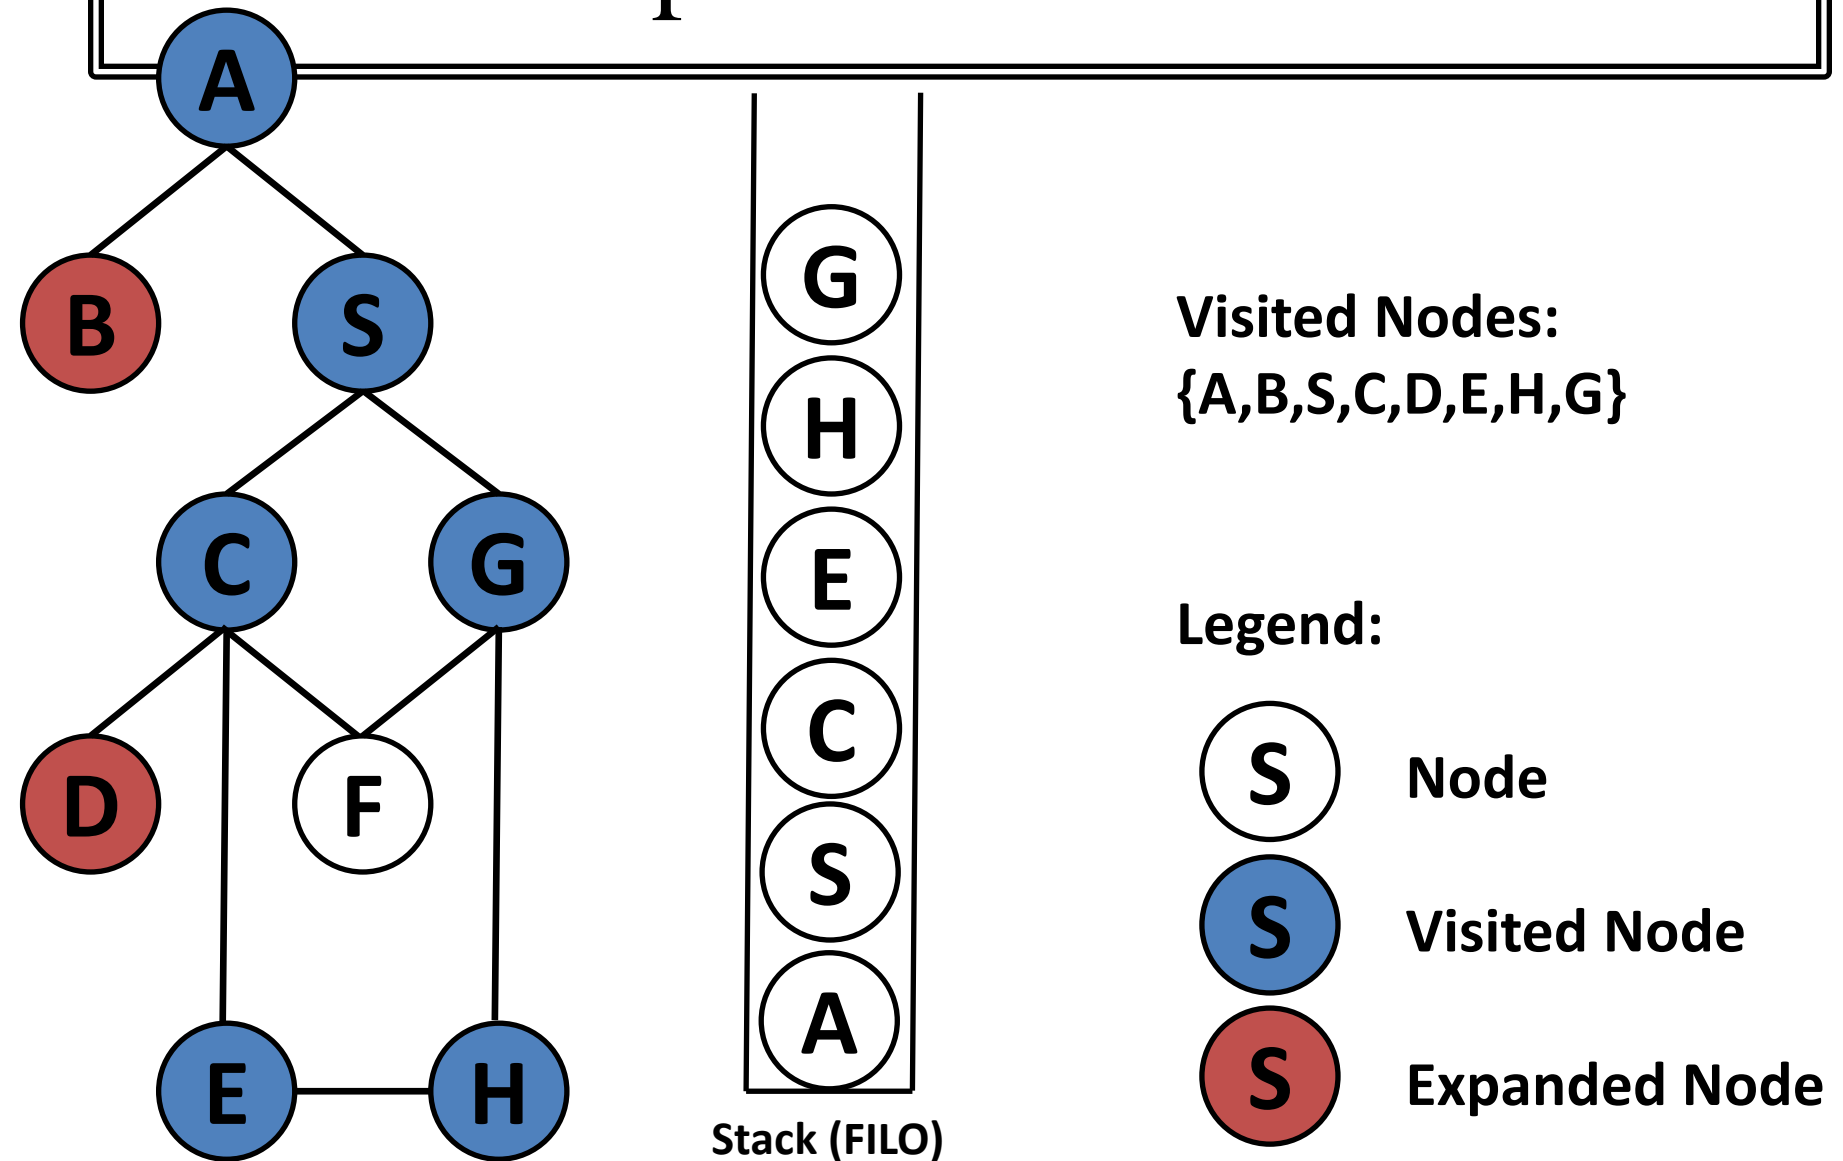 A
B
S
C
G
D
F
E
H
G
H
E
C
S
A
Stack (FILO)
Visited Nodes:
{A,B,S,C,D,E,H,G}
Legend:
S Node
S Visited Node
S Expanded Node